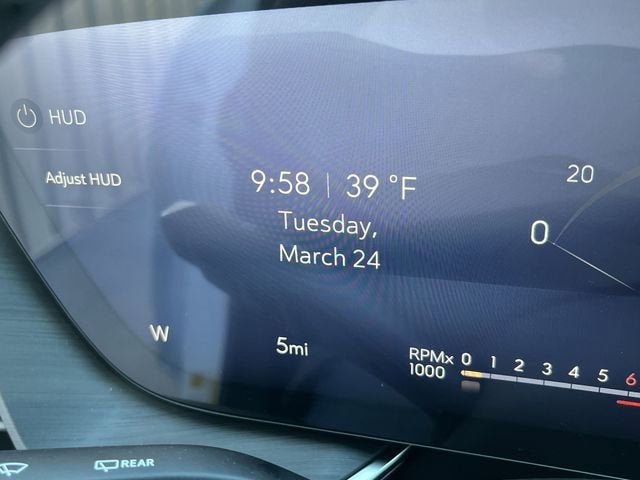 HUD
Adjust HUD
9:58 | 39 °F
Tuesday,
March 24
20
0
W
5mi
RPMx
1000
0 1 2 3 4 5 6
REAR